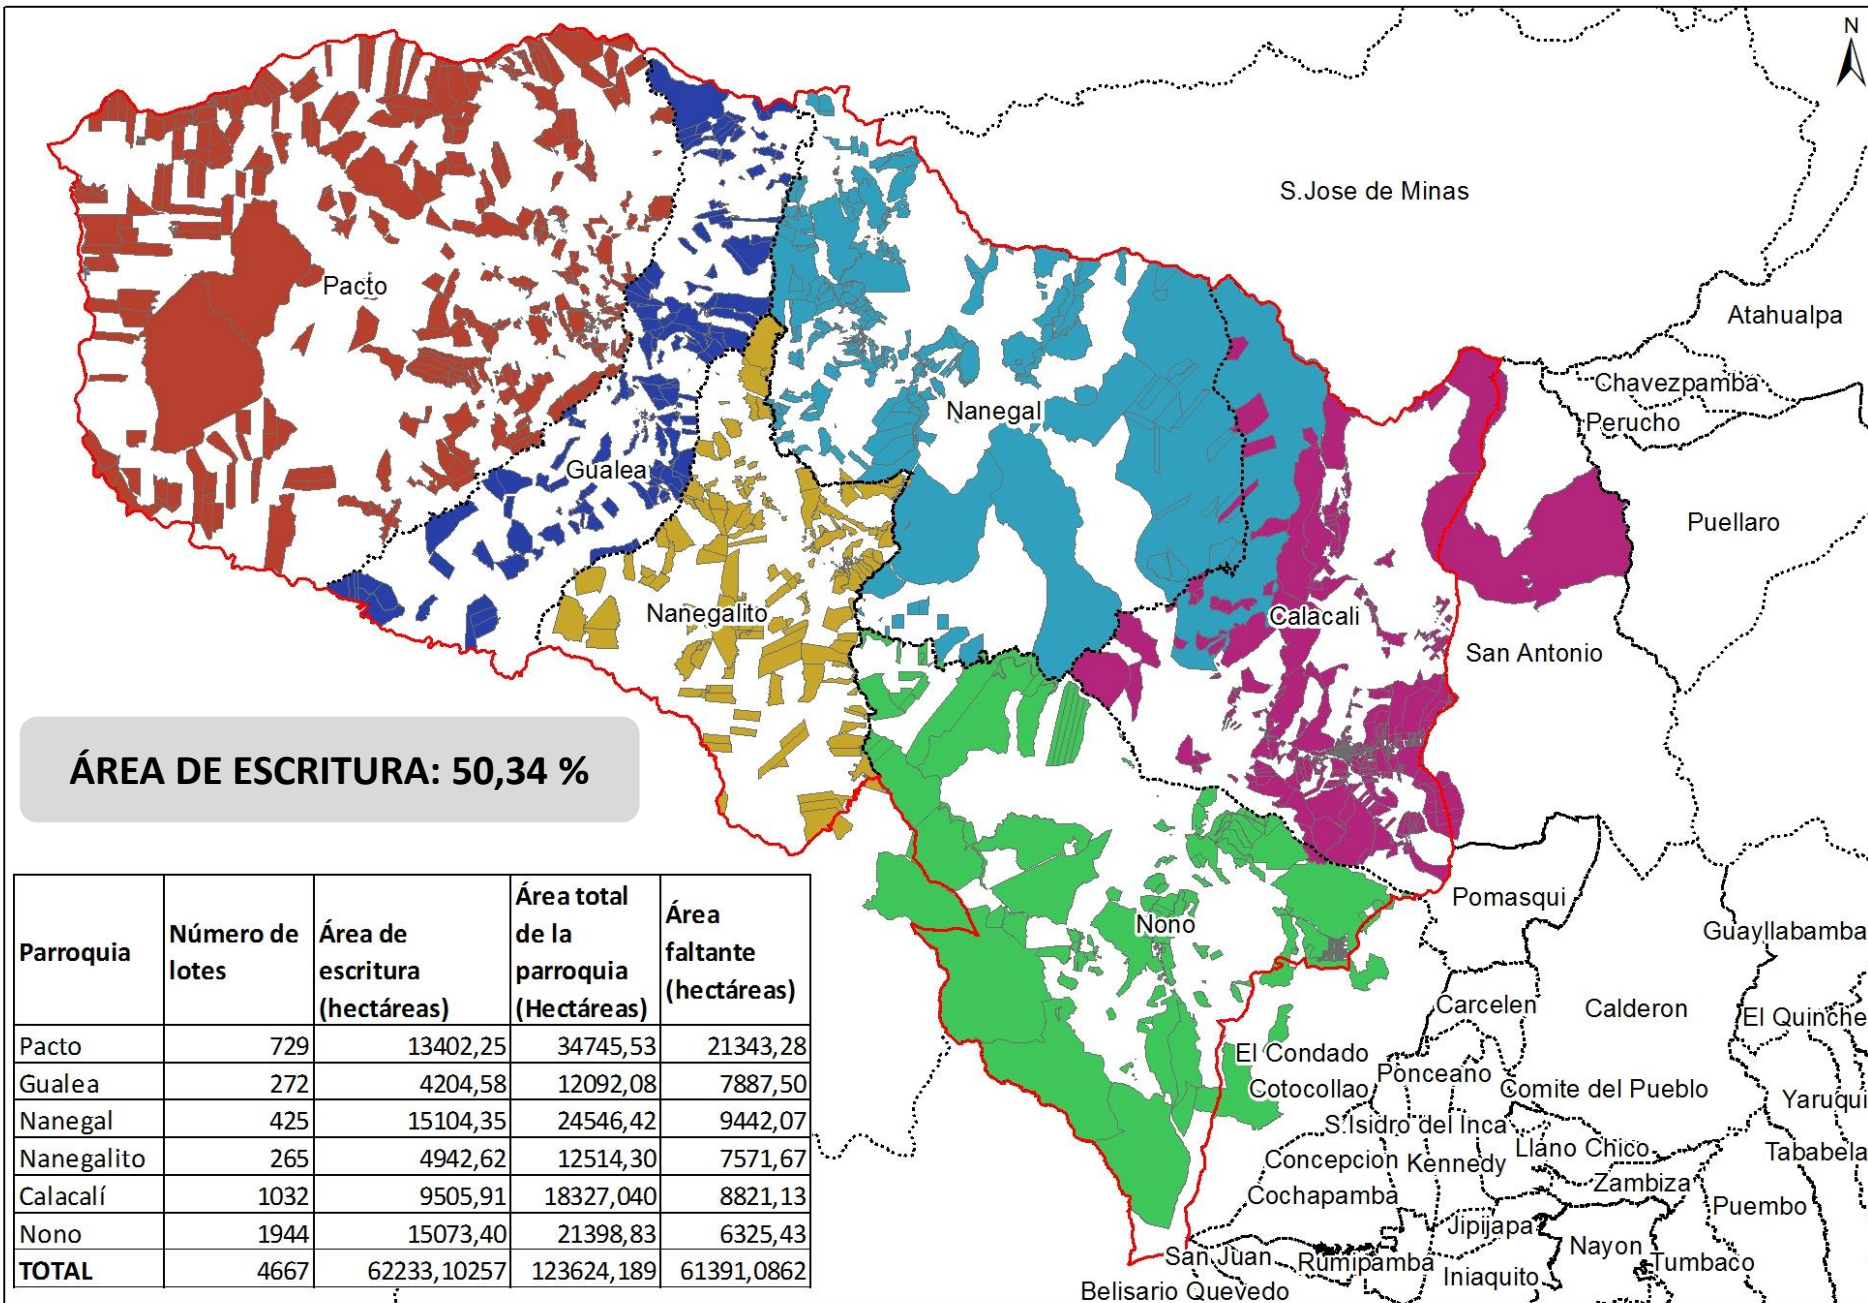 N
S.Jose de Minas
Pacto
Atahualpa
Chavezpamba
Perucho
Nanegal
Gualea
Puellaro
Nanegalito
Calacali
San Antonio
ÁREA DE ESCRITURA: 50,34 %
Pomasqui
Nono
Guayllabamba
Carcelen
Calderon
El Quinche
El Condado
Ponceano
Cotocollao
Comite del Pueblo
Yaruqui
S.Isidro del Inca
Llano Chico
Tababela
Concepcion
Kennedy
Zambiza
Cochapamba
Puembo
Jipijapa
Nayon
San Juan
Rumipamba
Iniaquito
Tumbaco
Belisario Quevedo
Parroquia | Número de lotes | Área de escritura (hectáreas) | Área total de la parroquia (Hectáreas) | Área faltante (hectáreas)
Pacto 729 13402,25 34745,53 21343,28
Gualea 272 4204,58 12092,08 7887,50
Nanegal 425 15104,35 24546,42 9442,07
Nanegalito 265 4942,62 12514,30 7571,67
Calacalí 1032 9505,91 18327,040 8821,13
Nono 1944 15073,40 21398,83 6325,43
TOTAL 4667 62233,10257 123624,189 61391,0862